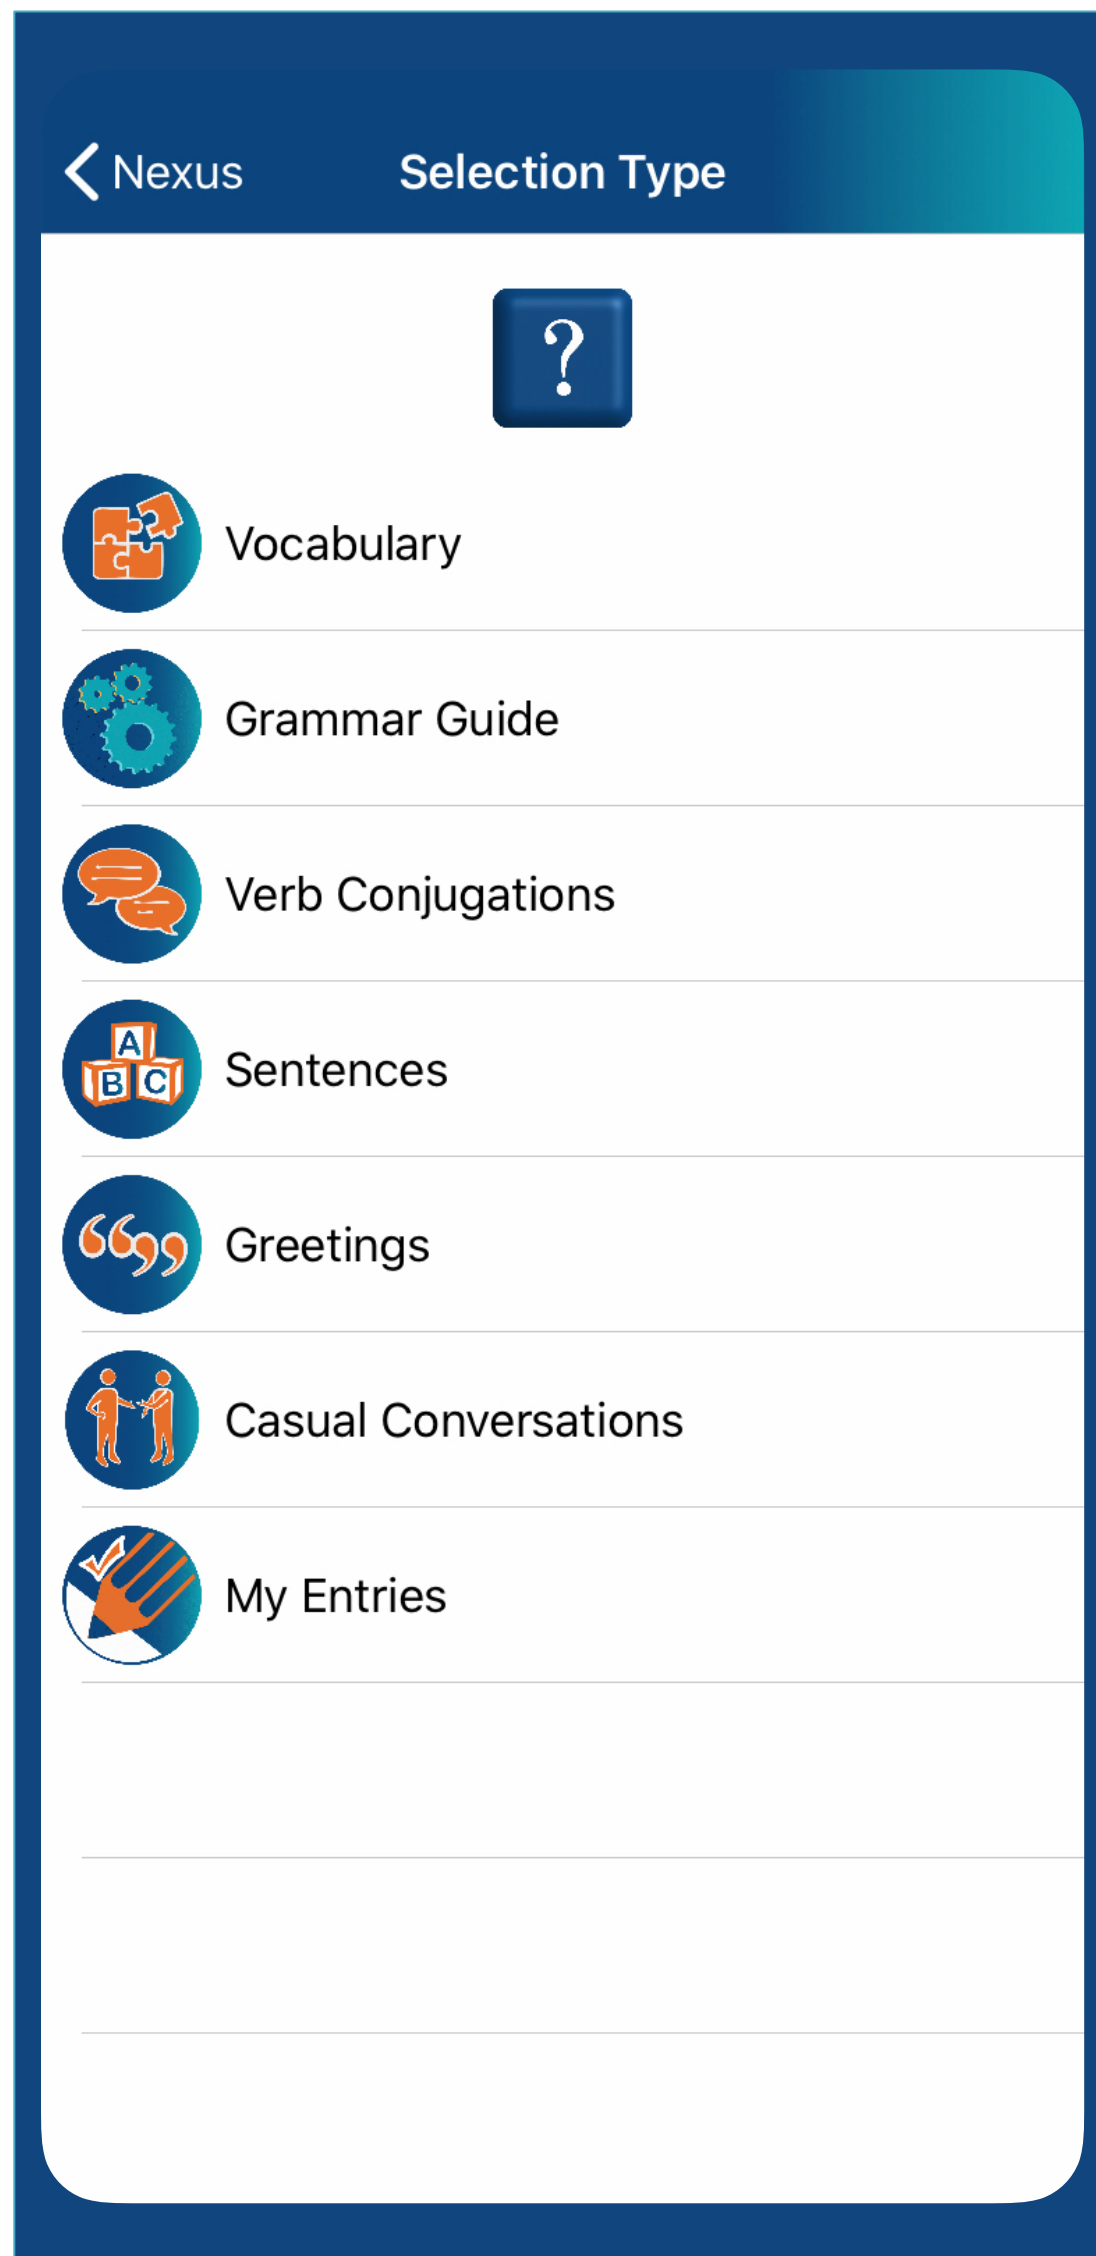 Nexus
Selection Type
?
Vocabulary
Grammar Guide
Verb Conjugations
A
B C
Sentences
Greetings
Casual Conversations
My Entries